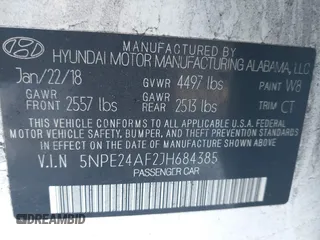 MANUFACTURED BY
HYUNDAI MOTOR MANUFACTURING ALABAMA, LLC
Jan/22/18 GVWR 4497 lbs PAINT W8
GAWR FRONT 2557 lbs GAWR REAR 2513 lbs TRIM CT
THIS VEHICLE CONFORMS TO ALL APPLICABLE U.S.A. FEDERAL
MOTOR VEHICLE SAFETY, BUMPER, AND THEFT PREVENTION
STANDARDS IN EFFECT ON THE DATE OF MANUFACTURE SHOWN ABOVE.
V.I.N 5NPE24AF2JH684385
PASSENGER CAR
© AUTOBIDMD